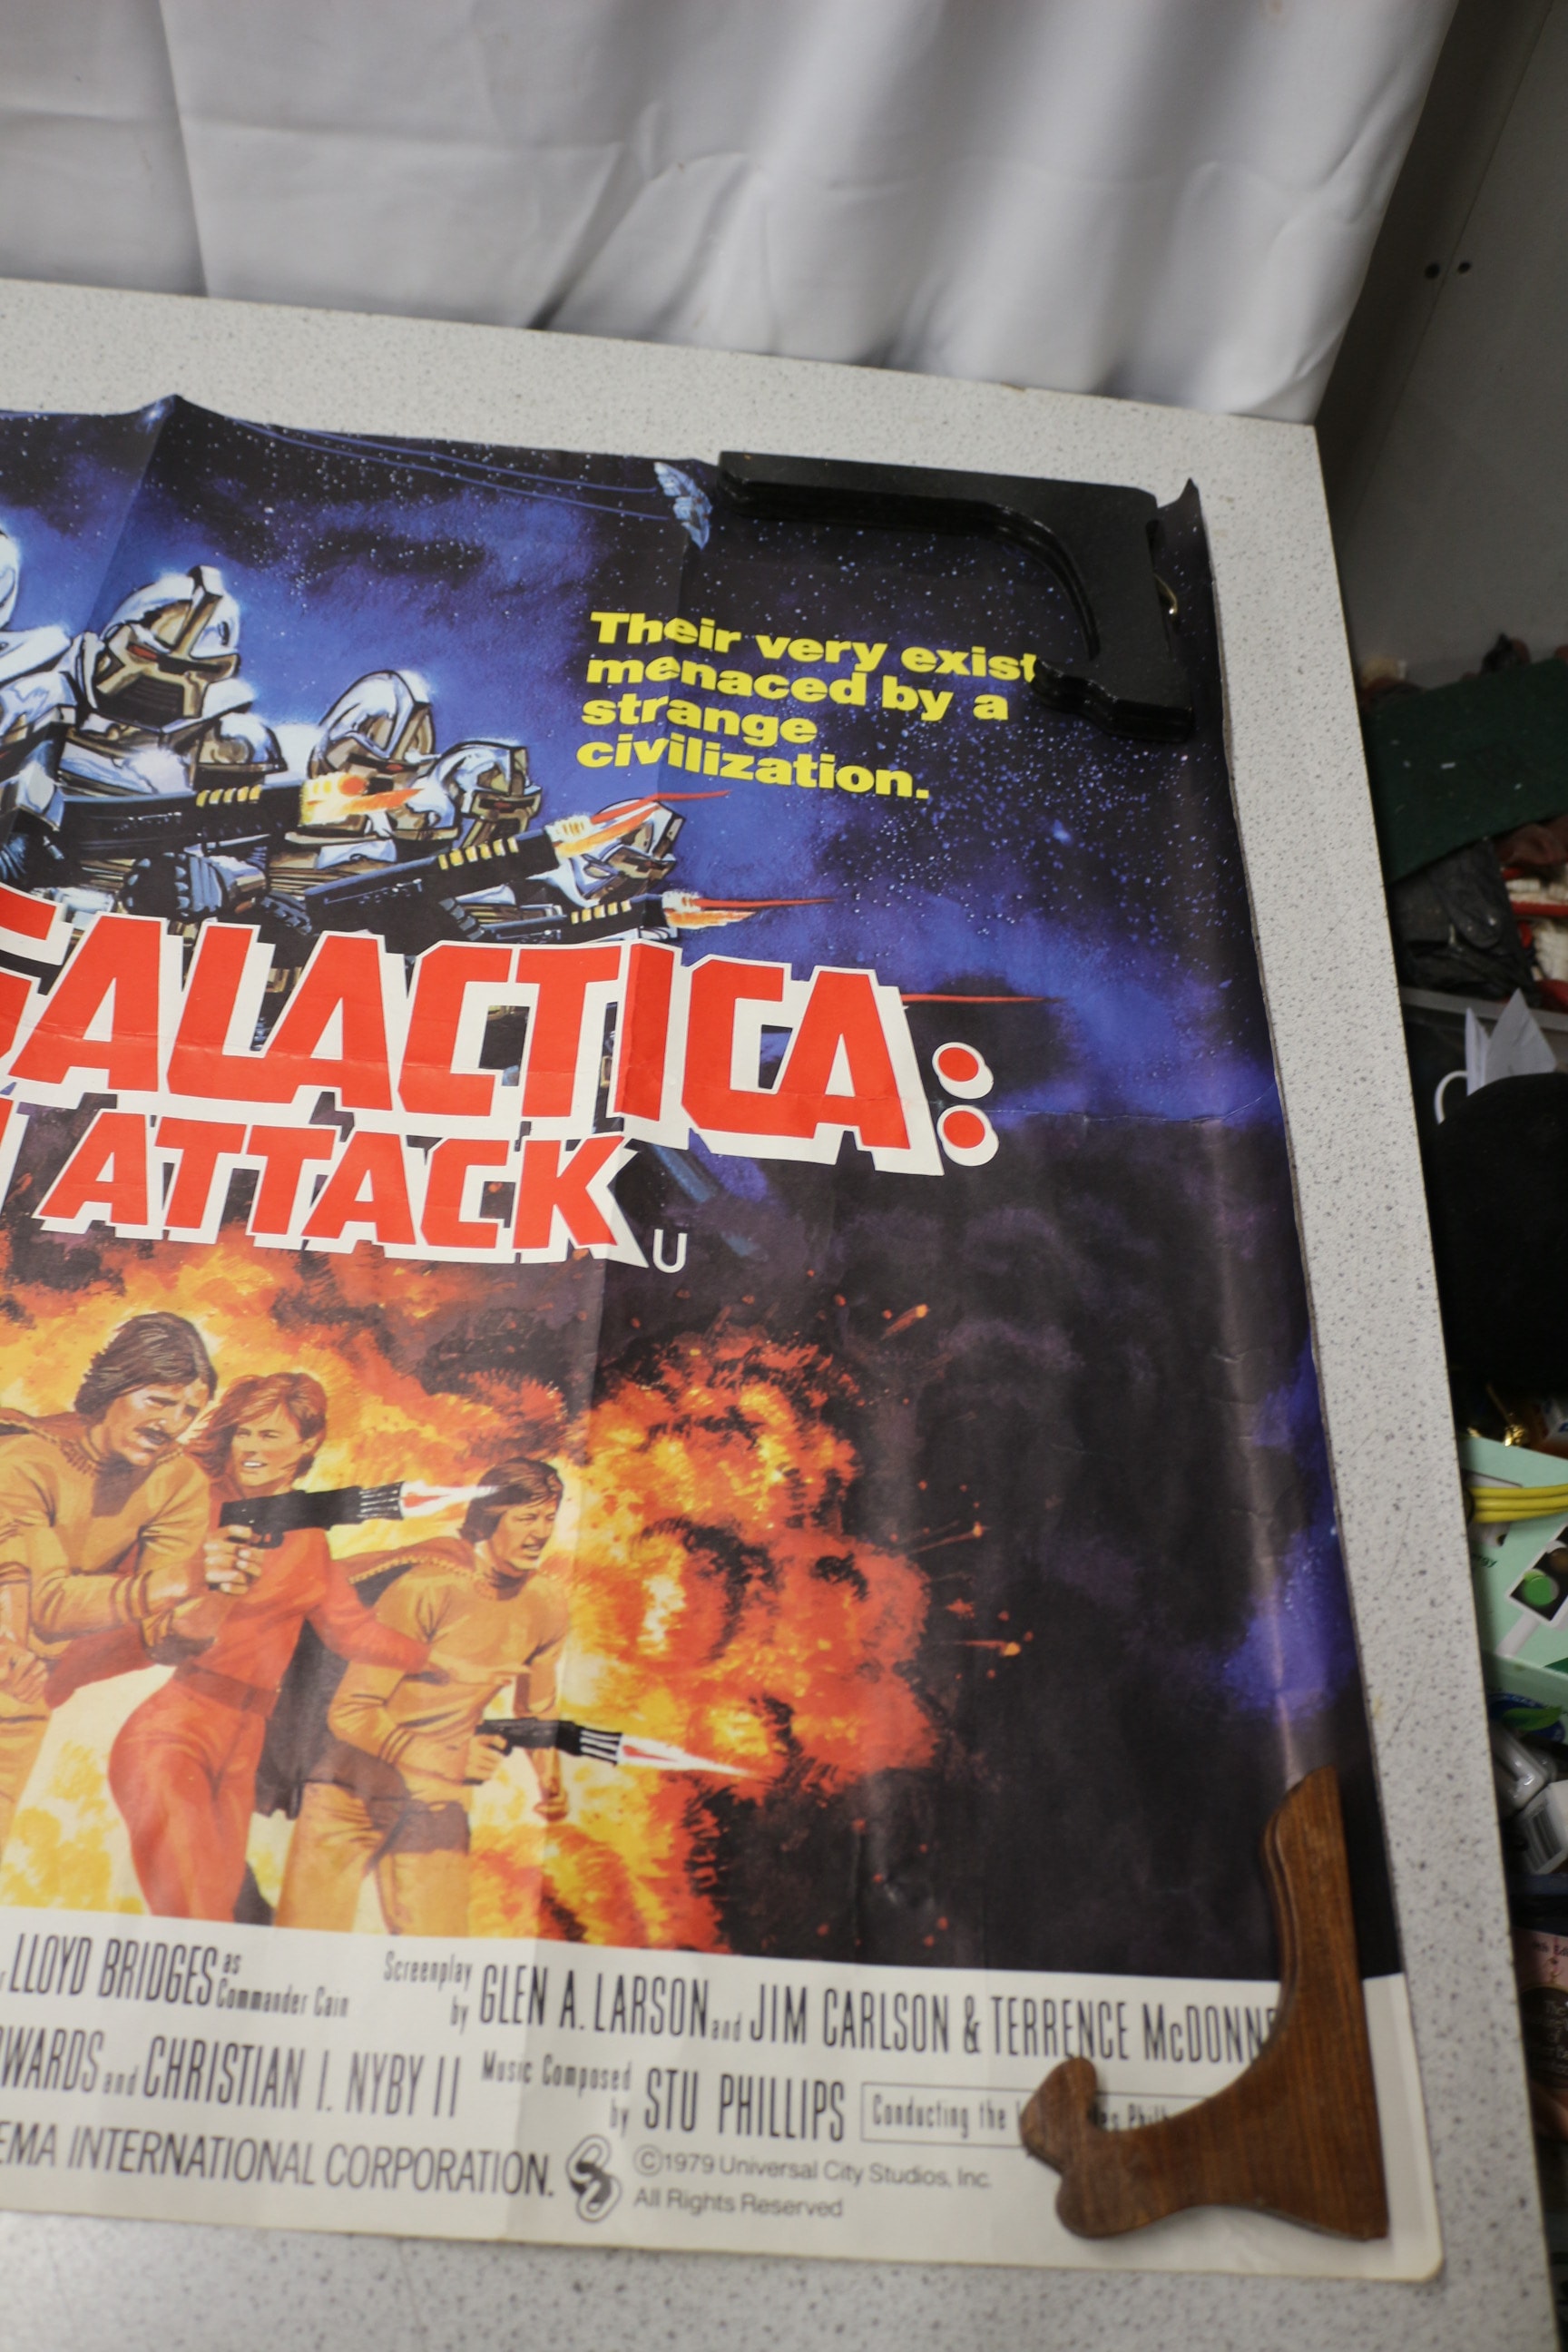 Their very exist
menaced by a
strange
civilization.
GALACTICA:
ATTACK U
LLOYD BRIDGES as Commander Cain Screenplay by GLEN A. LARSON and JIM CARLSON & TERRENCE McDONN
WARDS and CHRISTIAN I. NYBY II Music Composed by STU PHILLIPS Conducting the
EMA INTERNATIONAL CORPORATION. ©1979 Universal City Studios, Inc.
All Rights Reserved